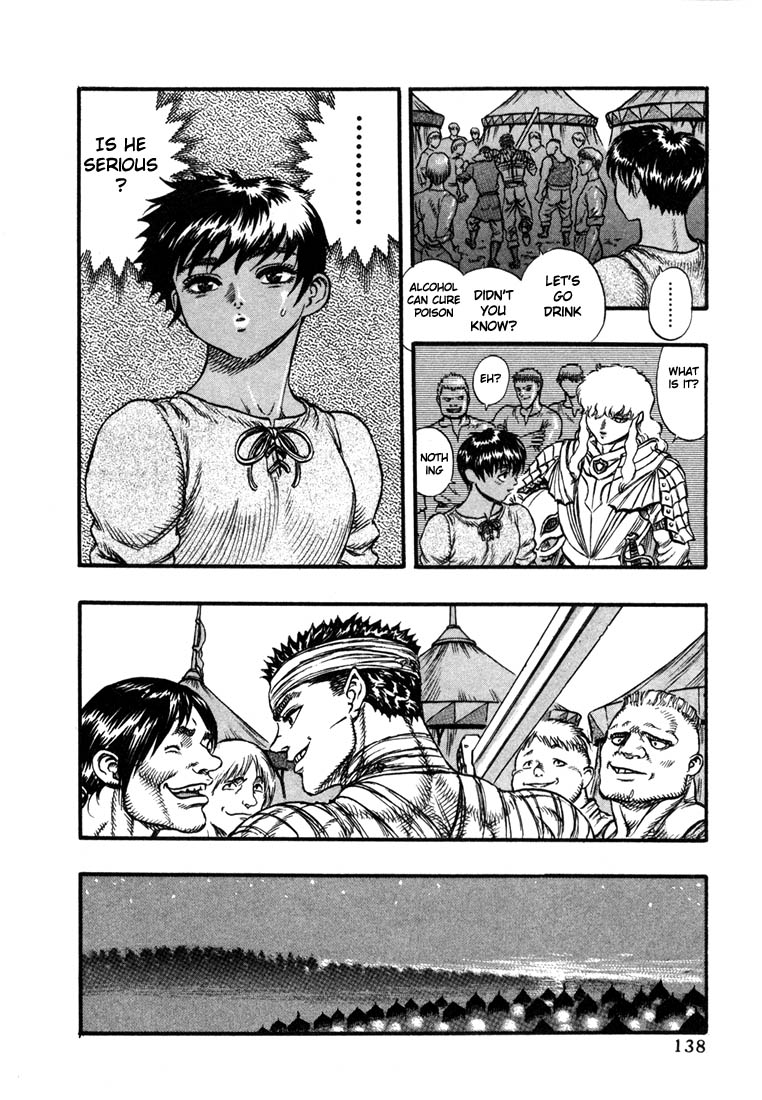 LET'S
GO
DRINK
DIDN'T
YOU
KNOW?
ALCOHOL
CAN CURE
POISON
........
WHAT
IS IT?
EH?
NOTH
ING
............
IS HE
SERIOUS
?
138